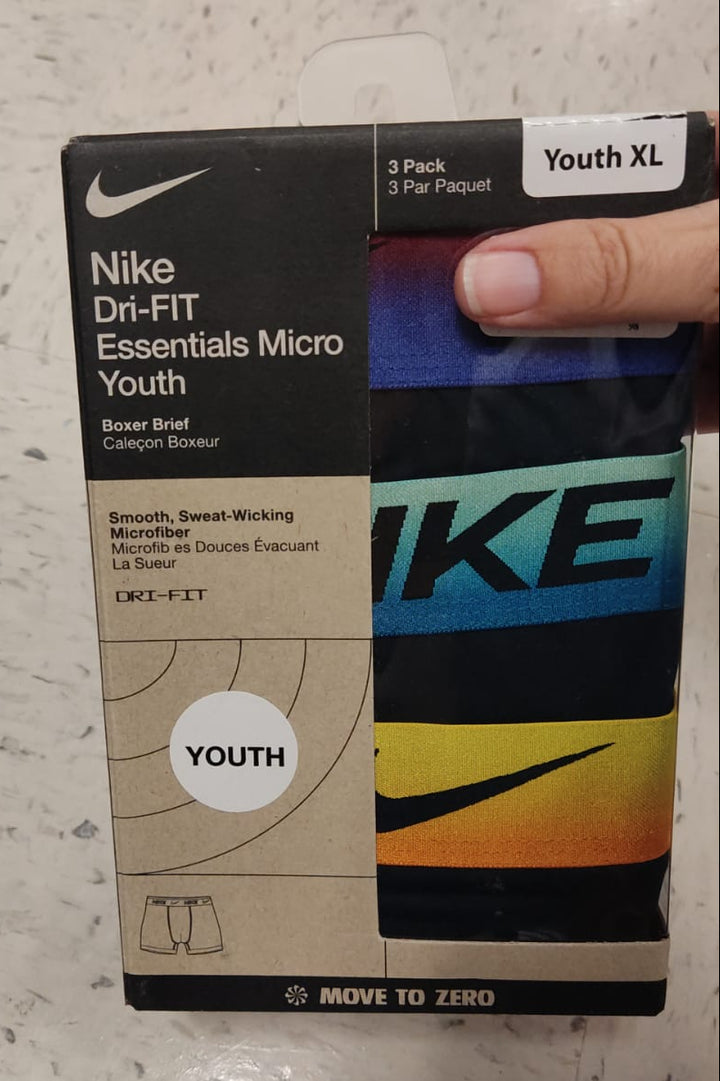 3 Pack
3 Par Paquet
Youth XL
Nike
Dri-FIT
Essentials Micro
Youth
Boxer Brief
Caleçon Boxeur
Smooth, Sweat-Wicking
Microfiber
Microfib es Douces Évacuant
La Sueur
DRI-FIT
IKE
YOUTH
MOVE TO ZERO